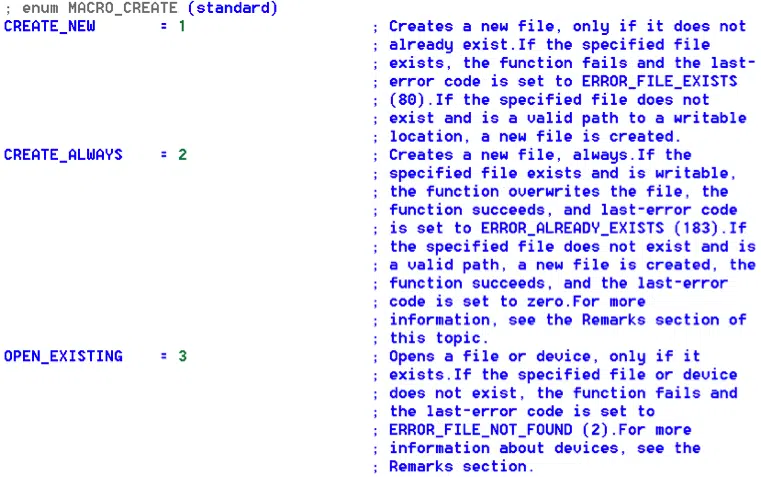 ; enum MACRO_CREATE (standard)
CREATE_NEW = 1 ; Creates a new file, only if it does not
; already exist.If the specified file
; exists, the function fails and the last-
; error code is set to ERROR_FILE_EXISTS
; (80).If the specified file does not
; exist and is a valid path to a writable
; location, a new file is created.
CREATE_ALWAYS = 2 ; Creates a new file, always.If the
; specified file exists and is writable,
; the function overwrites the file, the
; function succeeds, and last-error code
; is set to ERROR_ALREADY_EXISTS (183).If
; the specified file does not exist and is
; a valid path, a new file is created, the
; function succeeds, and the last-error
; code is set to zero.For more
; information, see the Remarks section of
; this topic.
OPEN_EXISTING = 3 ; Opens a file or device, only if it
; exists.If the specified file or device
; does not exist, the function fails and
; the last-error code is set to
; ERROR_FILE_NOT_FOUND (2).For more
; information about devices, see the
; Remarks section.